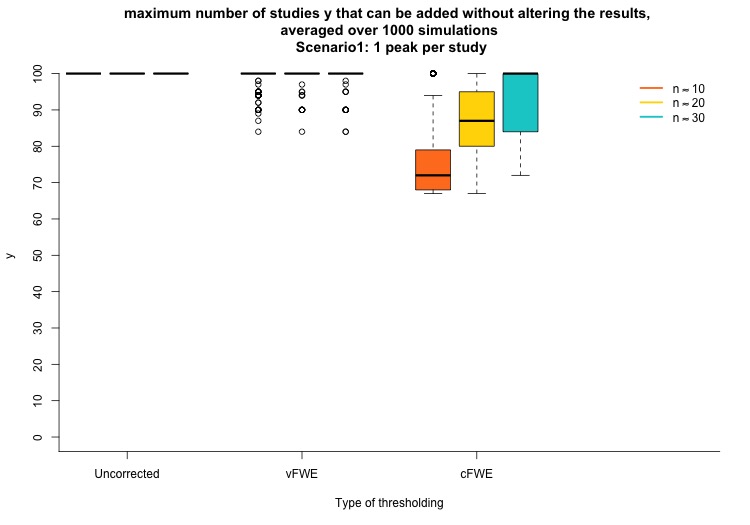 maximum number of studies y that can be added without altering the results,
averaged over 1000 simulations
Scenario1: 1 peak per study
100
90
80
70
60
50
40
30
20
10
0
y
n ≈ 10
n ≈ 20
n ≈ 30
Uncorrected
vFWE
cFWE
Type of thresholding